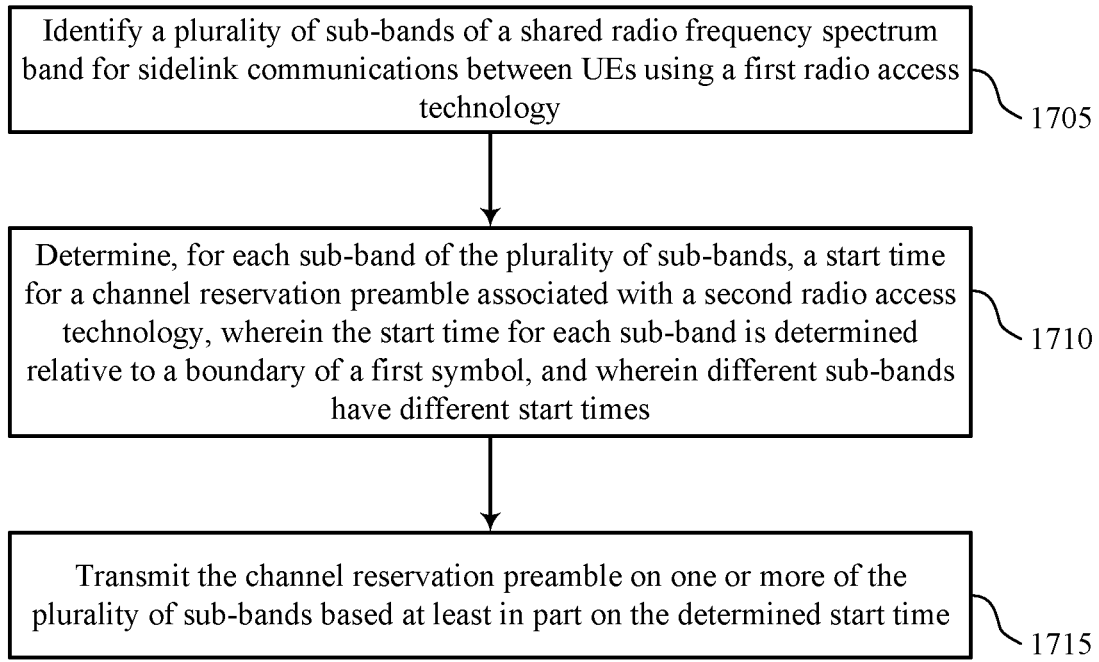 Identify a plurality of sub-bands of a shared radio frequency spectrum
band for sidelink communications between UEs using a first radio access
technology
1705
Determine, for each sub-band of the plurality of sub-bands, a start time
for a channel reservation preamble associated with a second radio access
technology, wherein the start time for each sub-band is determined
relative to a boundary of a first symbol, and wherein different sub-bands
have different start times
1710
Transmit the channel reservation preamble on one or more of the
plurality of sub-bands based at least in part on the determined start time
1715